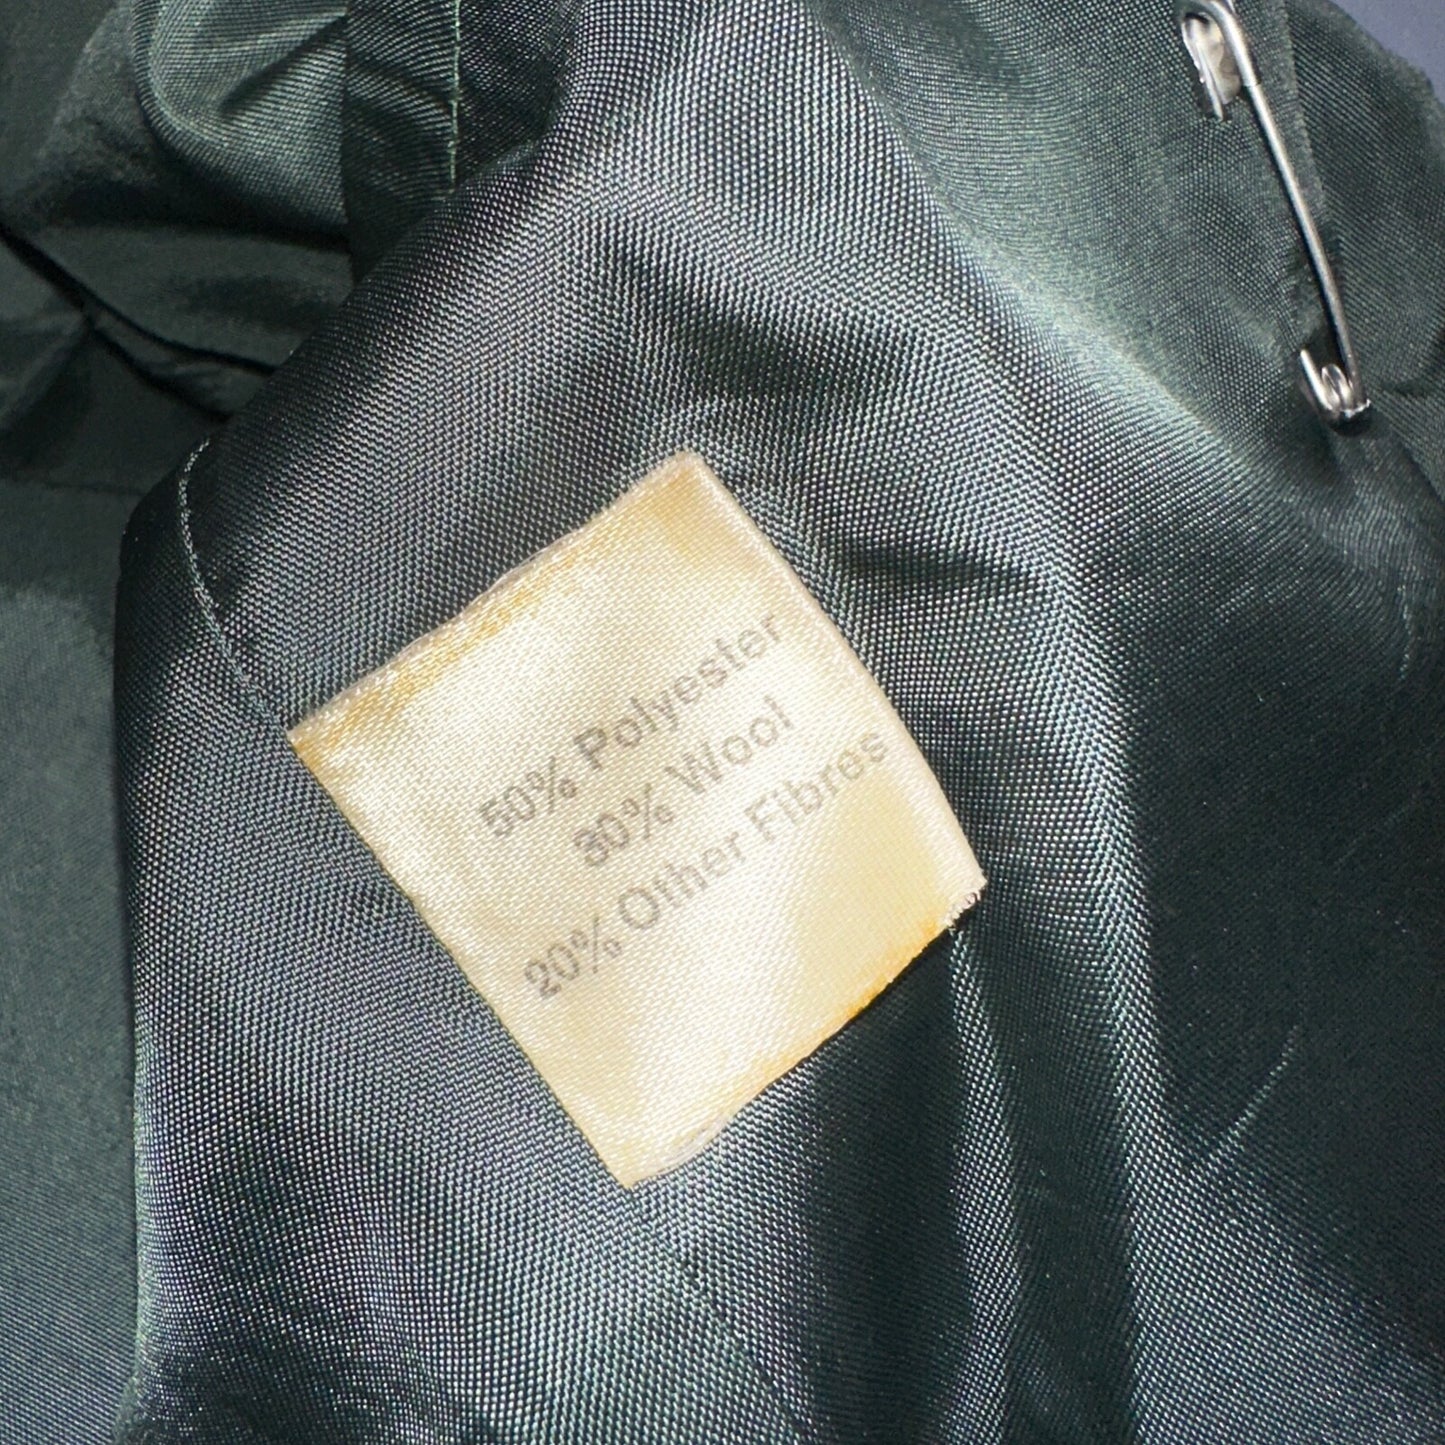 50% Polyester
30% Wool
20% Other Fibres